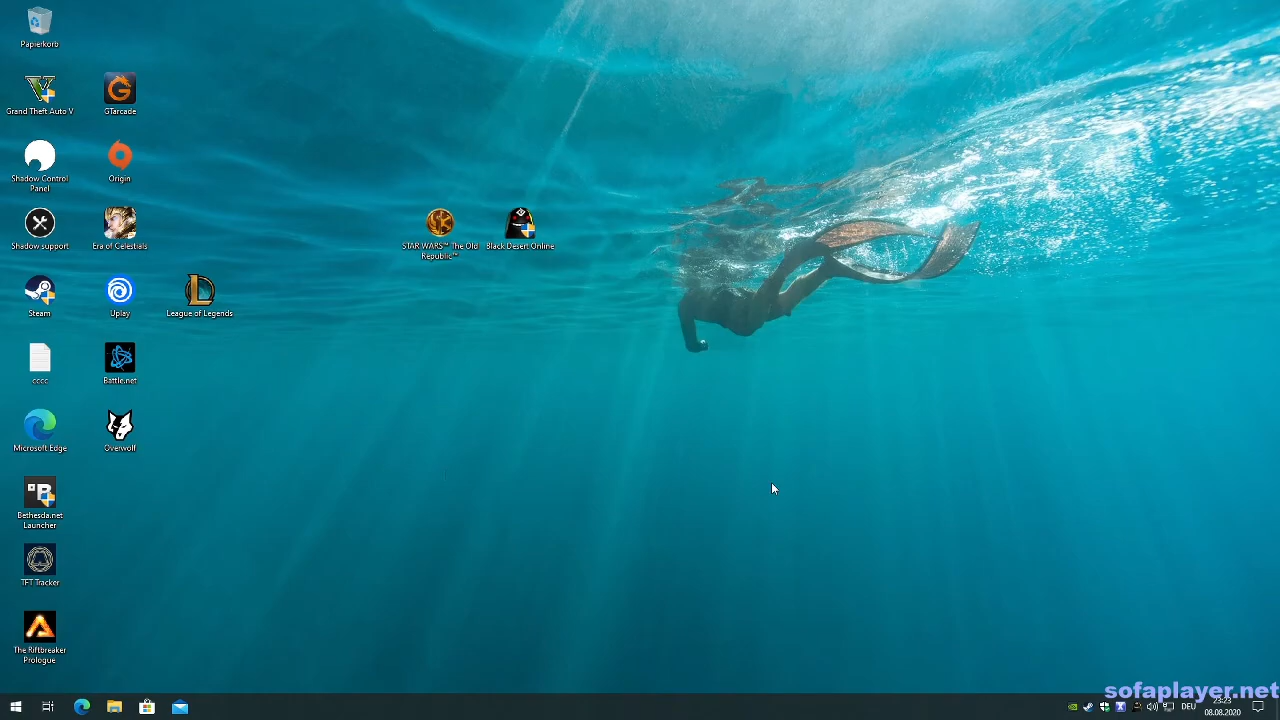 Papierkorb
Grand Theft Auto V
GTarcade
Shadow Control
Panel
Origin
Shadow support
Era of Celestials
STAR WARS™ The Old
Republic™
Black Desert Online
Steam
Uplay
League of Legends
cccc
Battle.net
Microsoft Edge
Overwolf
Bethesda.net
Launcher
TFT Tracker
The Riftbreaker
Prologue
sofaplayer.net
DEU
23:23
08.08.2020